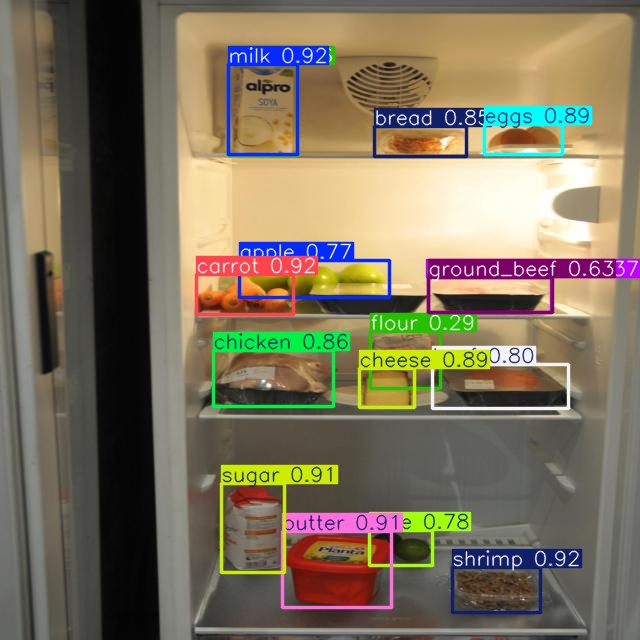 milk 0.92
alpro
SOYA
bread 0.85
eggs 0.89
apple 0.77
carrot 0.92
ground_beef 0.6337
flour 0.29
chicken 0.86
cheese 0.89
0.80
sugar 0.91
butter 0.91
e 0.78
Planta
shrimp 0.92